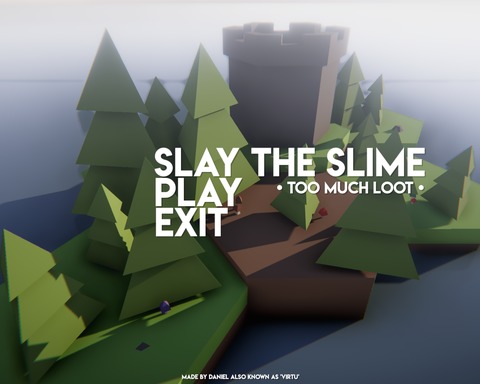 SLAY THE SLIME
PLAY
• TOO MUCH LOOT •
EXIT
MADE BY DANIEL ALSO KNOWN AS 'VIRTU'